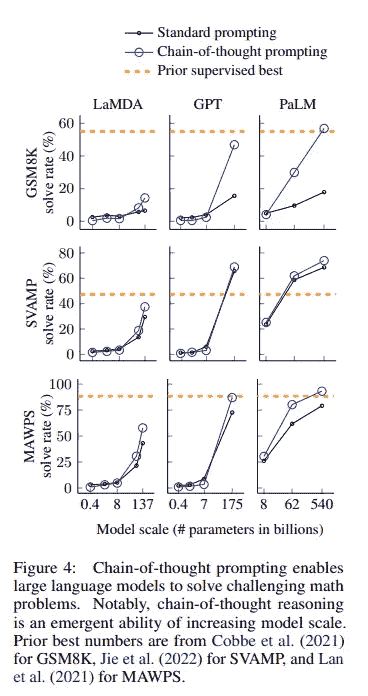 Standard prompting
Chain-of-thought prompting
Prior supervised best
LaMDA GPT PaLM
GSM8K
solve rate (%)
60
40
20
0
SVAMP
solve rate (%)
80
60
40
20
0
MAWPS
solve rate (%)
100
75
50
25
0
0.4 8 137 0.4 7 175 8 62 540
Model scale (# parameters in billions)
Figure 4: Chain-of-thought prompting enables
large language models to solve challenging math
problems. Notably, chain-of-thought reasoning
is an emergent ability of increasing model scale.
Prior best numbers are from Cobbe et al. (2021)
for GSM8K, Jie et al. (2022) for SVAMP, and Lan
et al. (2021) for MAWPS.